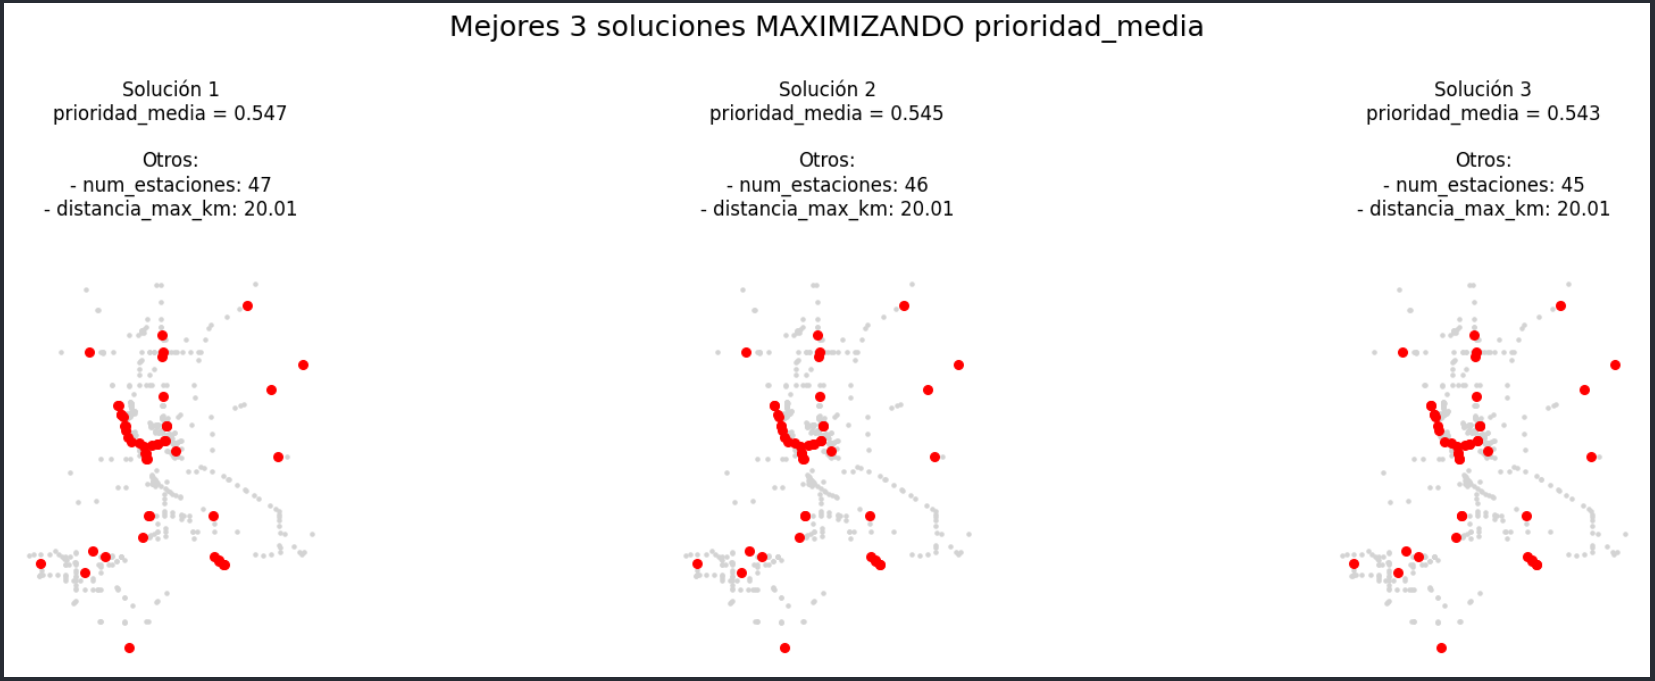 Mejores 3 soluciones MAXIMIZANDO prioridad_media
Solución 1
prioridad_media = 0.547
Otros:
- num_estaciones: 47
- distancia_max_km: 20.01
Solución 2
prioridad_media = 0.545
Otros:
- num_estaciones: 46
- distancia_max_km: 20.01
Solución 3
prioridad_media = 0.543
Otros:
- num_estaciones: 45
- distancia_max_km: 20.01